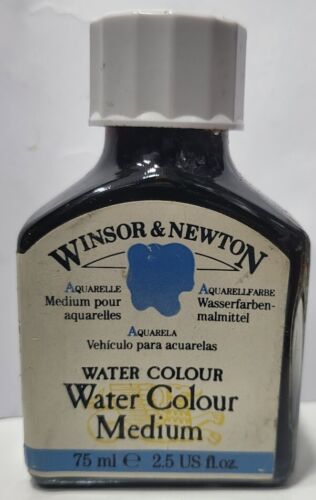 WINSOR & NEWTON
AQUARELLE
Medium pour
aquarelles
AQUARELLFARBE
Wasserfarben-
malmittel
AQUARELA
Vehículo para acuarelas
WATER COLOUR
Water Colour
Medium
75 ml e 2.5 US fl.oz.